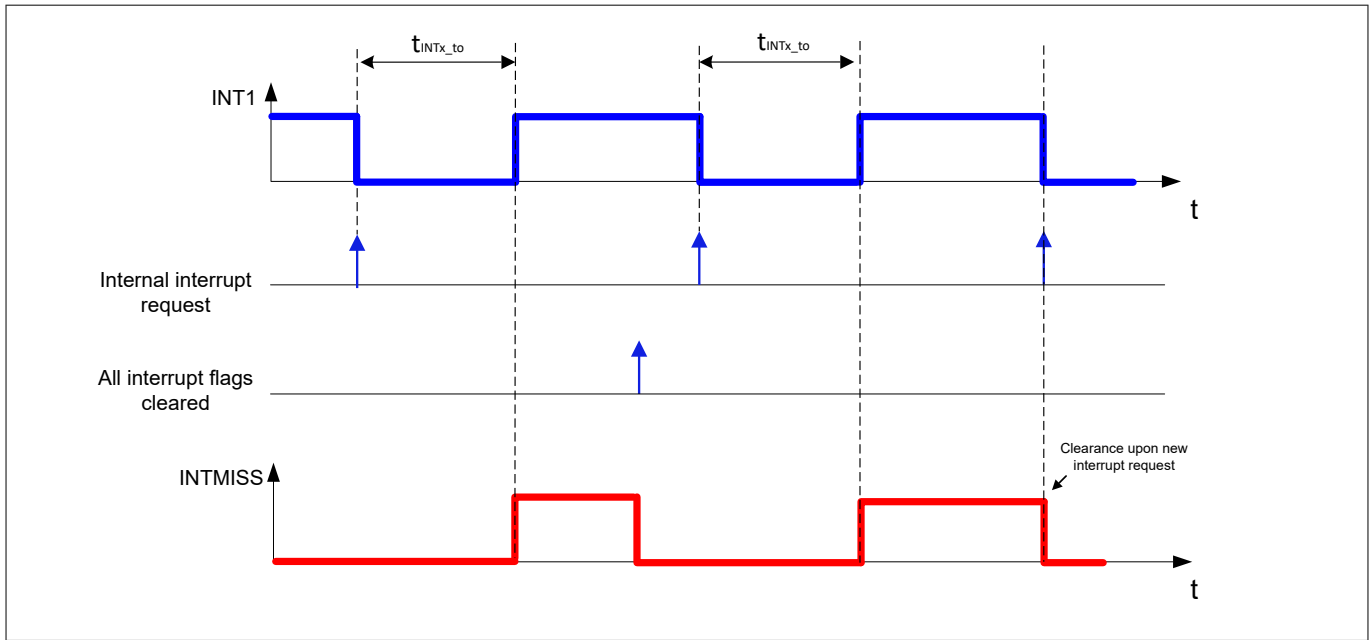 tINTx_to
tINTx_to
INT1
t
Internal interrupt
request
All interrupt flags
cleared
Clearance upon new
interrupt request
INTMISS
t